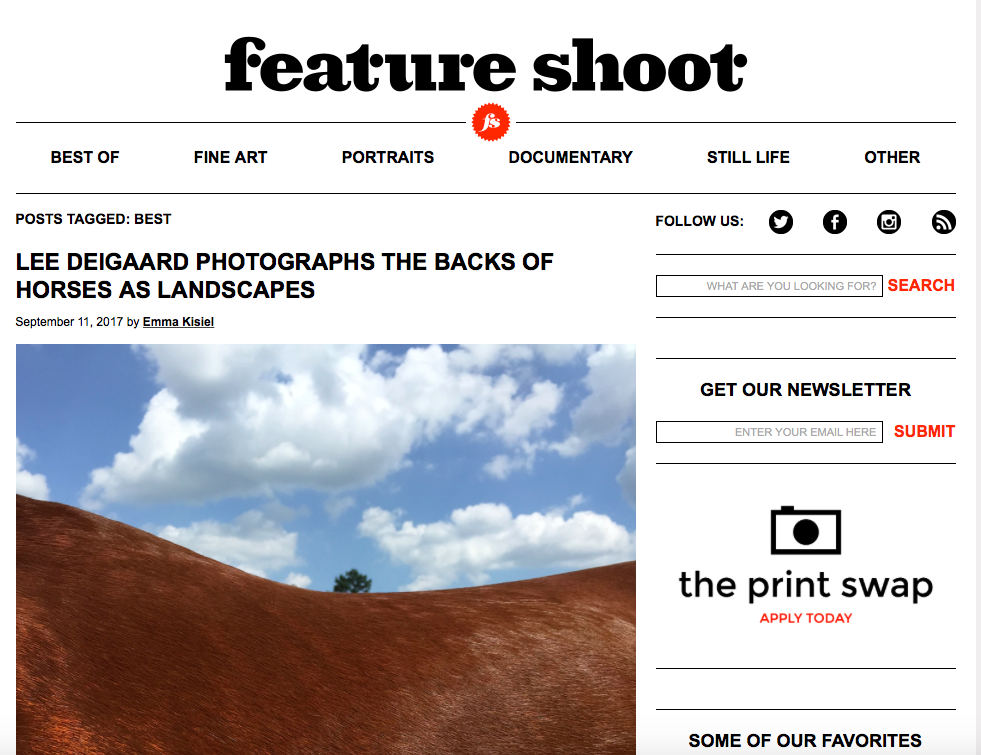 feature shoot
fs
BEST OF FINE ART PORTRAITS DOCUMENTARY STILL LIFE OTHER
POSTS TAGGED: BEST
LEE DEIGAARD PHOTOGRAPHS THE BACKS OF
HORSES AS LANDSCAPES
September 11, 2017 by Emma Kisiel
FOLLOW US:
WHAT ARE YOU LOOKING FOR? SEARCH
GET OUR NEWSLETTER
ENTER YOUR EMAIL HERE SUBMIT
the print swap
APPLY TODAY
SOME OF OUR FAVORITES